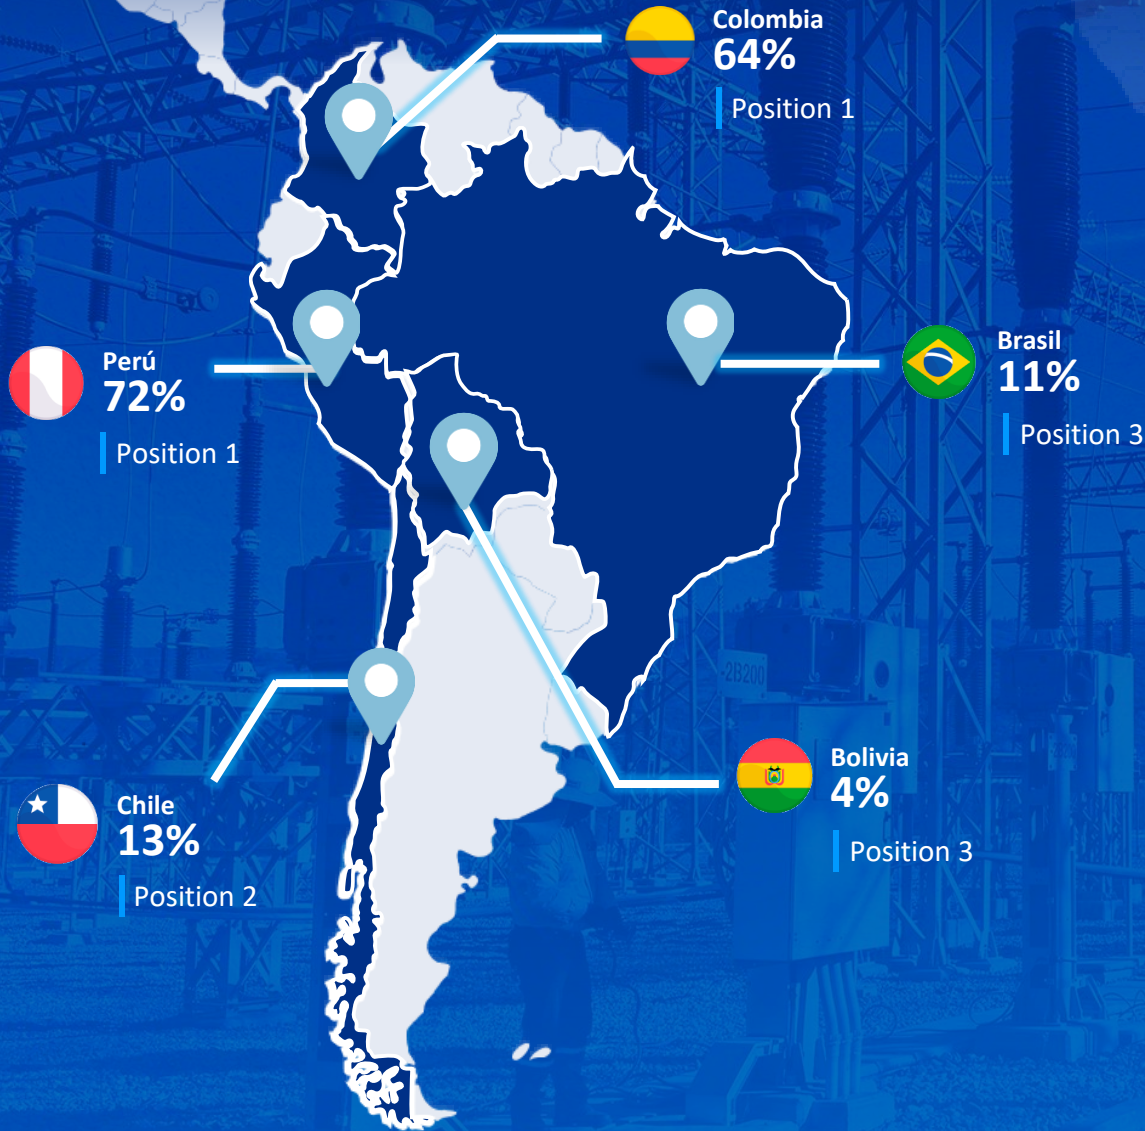 Colombia
64%
Position 1
Perú
72%
Position 1
Brasil
11%
Position 3
-2B200
Bolivia
4%
Position 3
Chile
13%
Position 2